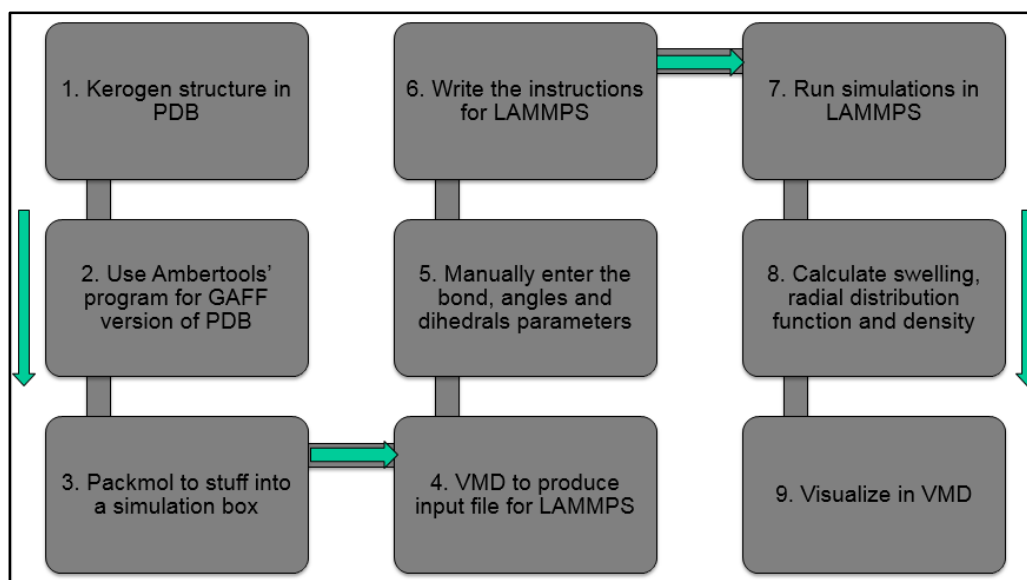 1. Kerogen structure in
PDB
2. Use Ambertools'
program for GAFF
version of PDB
3. Packmol to stuff into
a simulation box
4. VMD to produce
input file for LAMMPS
5. Manually enter the
bond, angles and
dihedrals parameters
6. Write the instructions
for LAMMPS
7. Run simulations in
LAMMPS
8. Calculate swelling,
radial distribution
function and density
9. Visualize in VMD